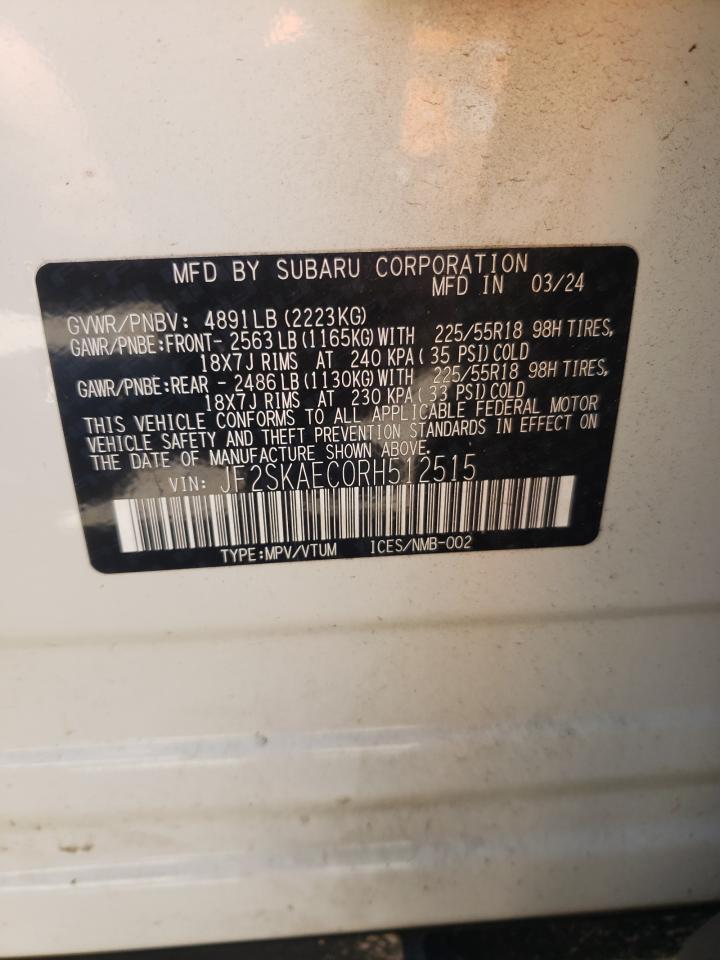 MFD BY SUBARU CORPORATION
MFD IN 03/24
GVWR/PNBV: 4891LB (2223KG)
GAWR/PNBE:FRONT- 2563 LB (1165KG) WITH 225/55R18 98H TIRES,
18X7J RIMS AT 240 KPA( 35 PSI) COLD
GAWR/PNBE:REAR - 2486 LB (1130KG) WITH 225/55R18 98H TIRES,
18X7J RIMS AT 230 KPA( 33 PSI) COLD
THIS VEHICLE CONFORMS TO ALL APPLICABLE FEDERAL MOTOR
VEHICLE SAFETY AND THEFT PREVENTION STANDARDS IN EFFECT ON
THE DATE OF MANUFACTURE SHOWN ABOVE.
VIN: JF2SKAEC0RH512515
TYPE:MPV/VTUM ICES/NMB-002